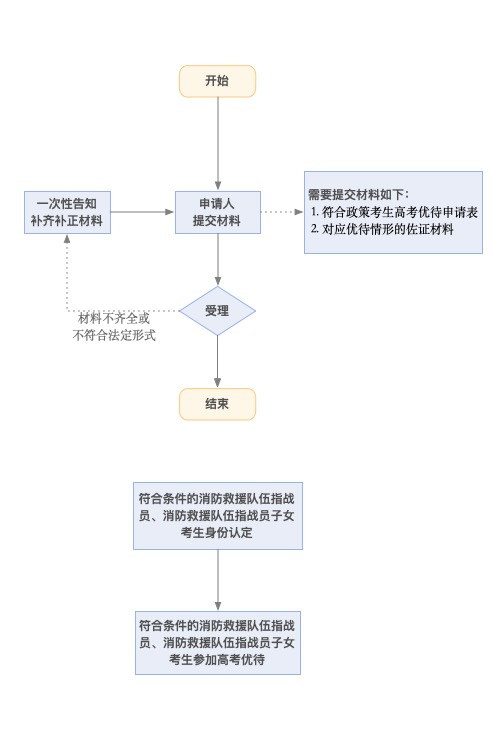 开始
一次性告知
补齐补正材料
申请人
提交材料
需要提交材料如下：
1. 符合政策考生高考优待申请表
2. 对应优待情形的佐证材料
受理
材料不齐全或
不符合法定形式
结束
符合条件的消防救援队伍指战
员、消防救援队伍指战员子女
考生身份认定
符合条件的消防救援队伍指战
员、消防救援队伍指战员子女
考生参加高考优待